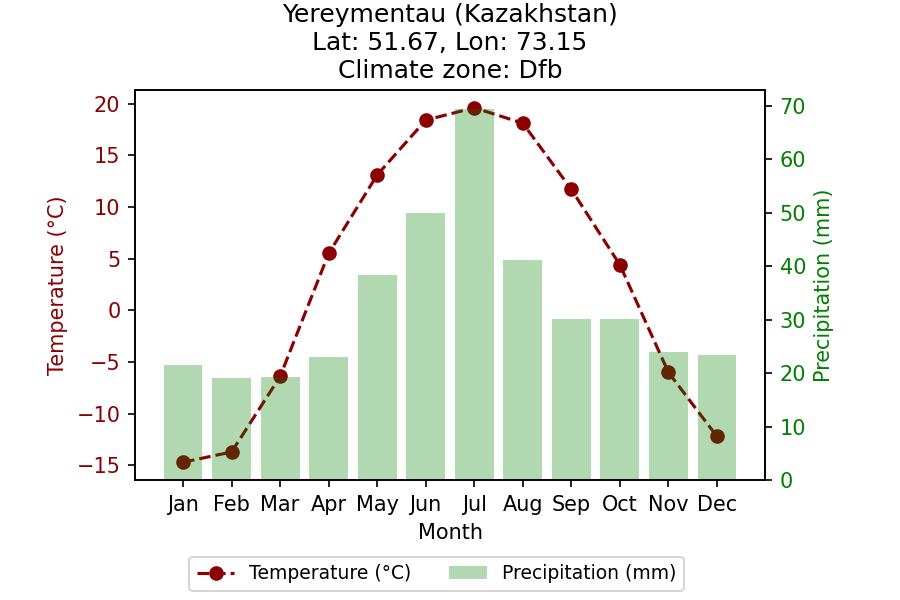 Yereymentau (Kazakhstan)
Lat: 51.67, Lon: 73.15
Climate zone: Dfb
Temperature (°C)
20
15
10
5
0
−5
−10
−15
Precipitation (mm)
70
60
50
40
30
20
10
0
Jan Feb Mar Apr May Jun Jul Aug Sep Oct Nov Dec
Month
Temperature (°C) Precipitation (mm)